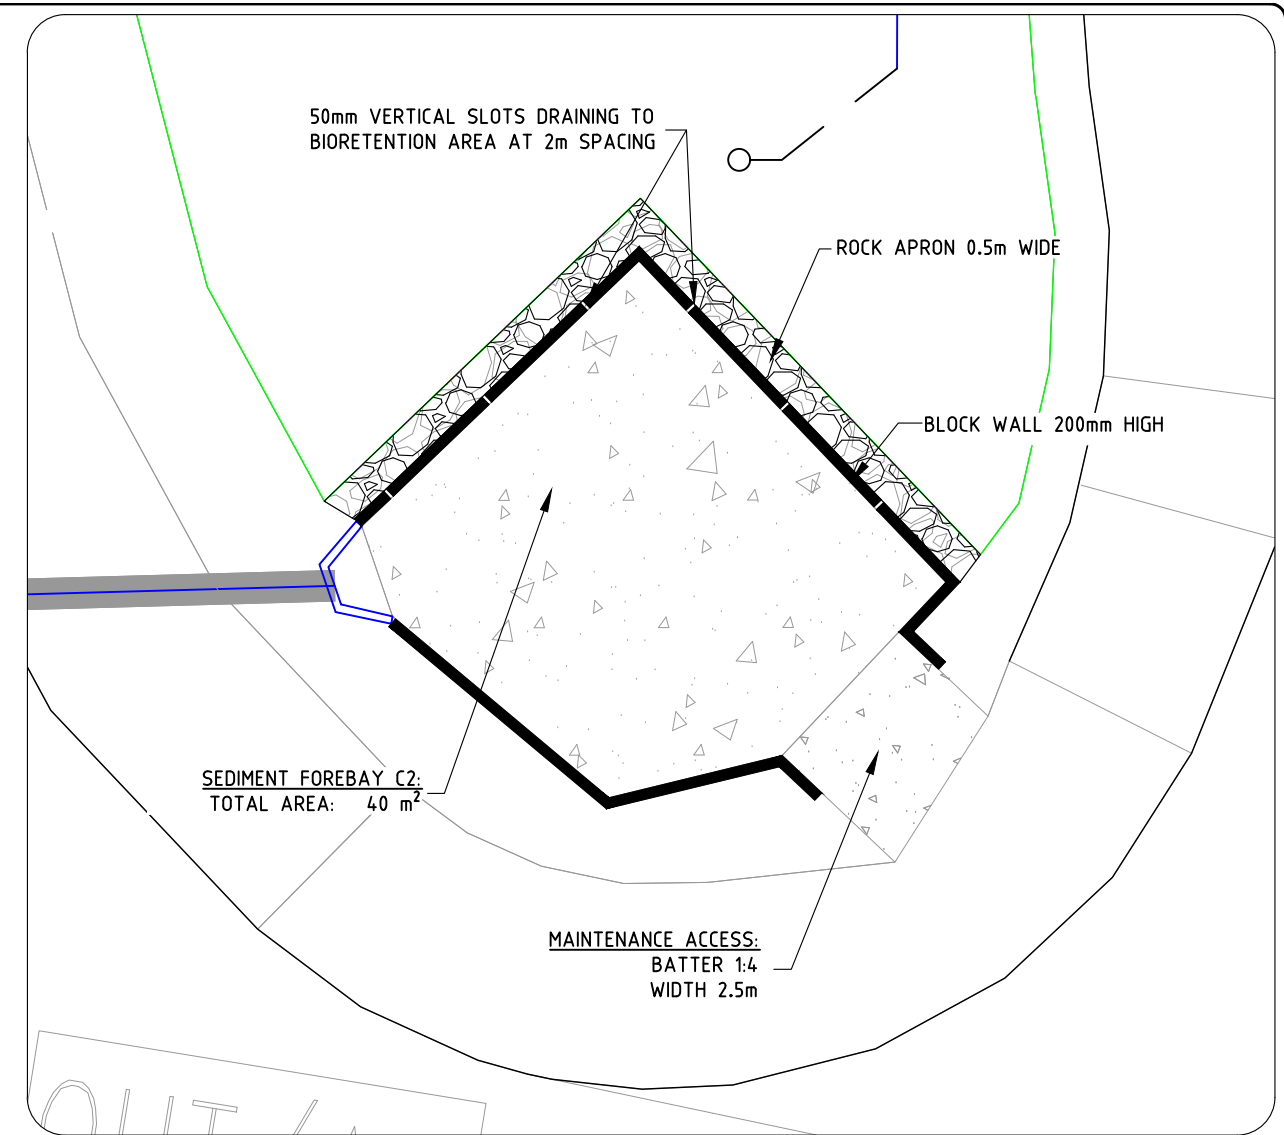 50mm VERTICAL SLOTS DRAINING TO
BIORETENTION AREA AT 2m SPACING
ROCK APRON 0.5m WIDE
BLOCK WALL 200mm HIGH
SEDIMENT FOREBAY C2:
TOTAL AREA: 40 m²
MAINTENANCE ACCESS:
BATTER 1:4
WIDTH 2.5m